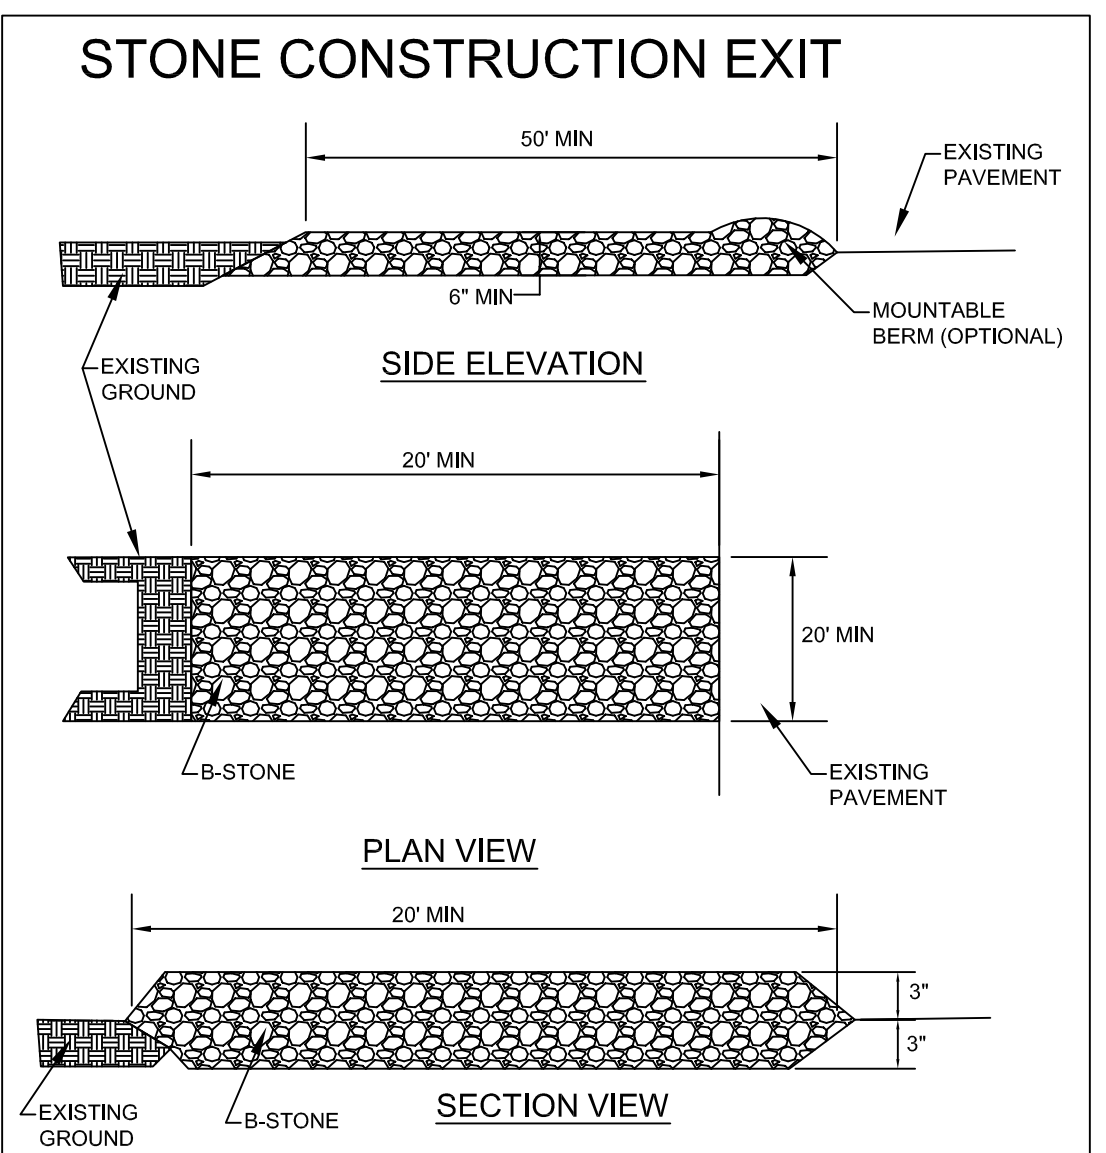 STONE CONSTRUCTION EXIT
50' MIN
EXISTING
PAVEMENT
6" MIN
MOUNTABLE
BERM (OPTIONAL)
SIDE ELEVATION
EXISTING
GROUND
20' MIN
20' MIN
B-STONE
EXISTING
PAVEMENT
PLAN VIEW
20' MIN
3"
3"
EXISTING
GROUND
B-STONE
SECTION VIEW